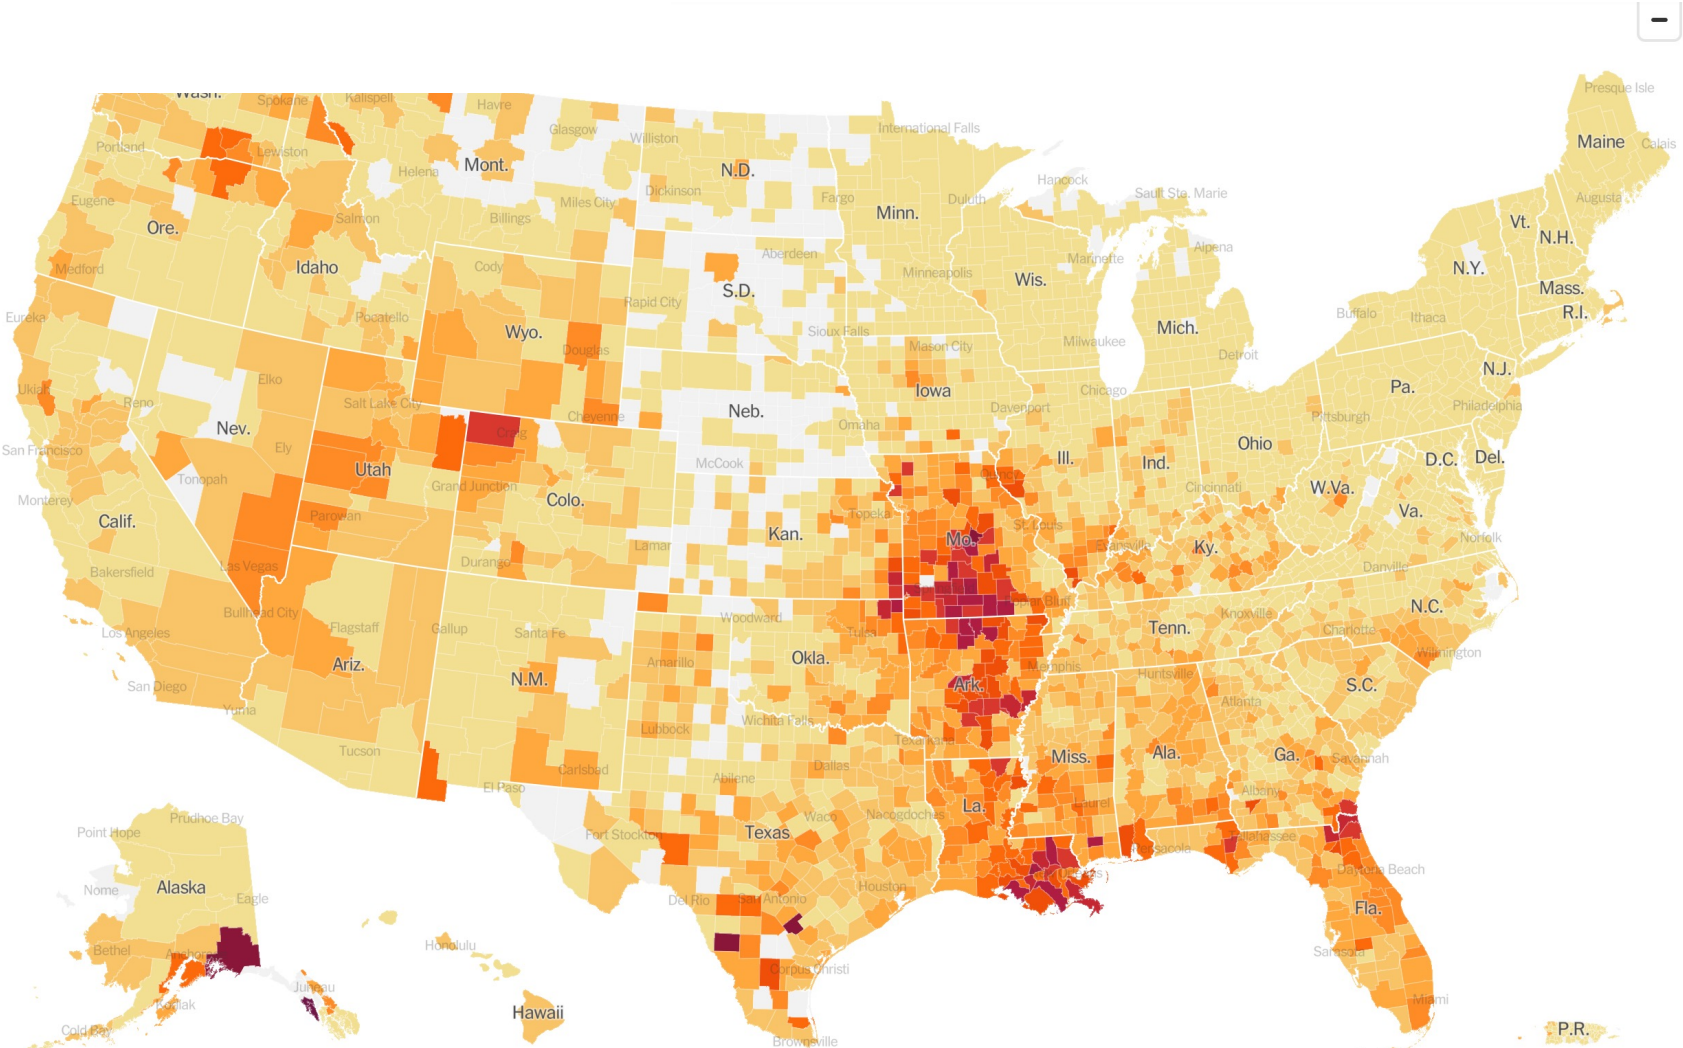 Wash.
Spokane
Kalispell
Havre
Glasgow
Williston
International Falls
Presque Isle
Maine
Calais
Portland
Lewiston
Helena
Mont.
N.D.
Dickinson
Fargo
Duluth
Hancock
Sault Ste. Marie
Augusta
Eugene
Ore.
Salmon
Billings
Miles City
Minn.
Vt.
N.H.
Medford
Idaho
Cody
Aberdeen
Minneapolis
Wis.
Marinette
Alpena
N.Y.
Mass.
R.I.
S.D.
Rapid City
Eureka
Pocatello
Wyo.
Douglas
Sioux Falls
Mason City
Milwaukee
Mich.
Detroit
Buffalo
Ithaca
N.J.
Pa.
Philadelphia
Pittsburgh
Ukiah
Reno
Elko
Salt Lake City
Cheyenne
Neb.
Iowa
Davenport
Chicago
Omaha
Nev.
Ely
Craig
San Francisco
Utah
McCook
Ill.
Ind.
Ohio
D.C.
Del.
Tonopah
Grand Junction
Colo.
Quincy
Cincinnati
W.Va.
Va.
Monterey
Calif.
Parowan
Topeka
Kan.
St. Louis
Mo.
Evansville
Ky.
Norfolk
Lamar
Durango
Bakersfield
Las Vegas
Danville
Bullhead City
Poplar Bluff
Woodward
Tulsa
Knoxville
N.C.
Los Angeles
Flagstaff
Gallup
Santa Fe
Amarillo
Okla.
Tenn.
Charlotte
Wilmington
Ariz.
N.M.
Memphis
Huntsville
Ark.
S.C.
San Diego
Yuma
Lubbock
Wichita Falls
Texarkana
Atlanta
Tucson
Carlsbad
El Paso
Abilene
Dallas
Miss.
Ala.
Ga.
Savannah
Albany
La.
Laurel
Waco
Nacogdoches
Texas
Fort Stockton
Tallahassee
Pensacola
Prudhoe Bay
Point Hope
Alaska
Nome
Eagle
Del Rio
San Antonio
Houston
Daytona Beach
Fla.
Bethel
Anchorage
Honolulu
Sarasota
Corpus Christi
Juneau
Kodiak
Hawaii
Miami
Cold Bay
Brownsville
P.R.